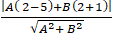 |A( 2−5)+B(2+1)|
√A²+B²